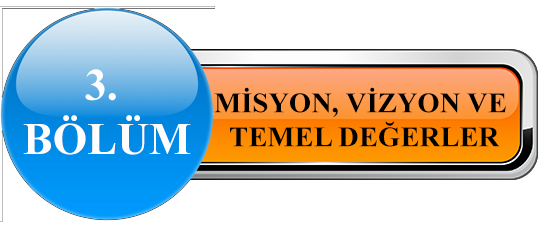 3.
BÖLÜM
MİSYON, VİZYON VE
TEMEL DEĞERLER